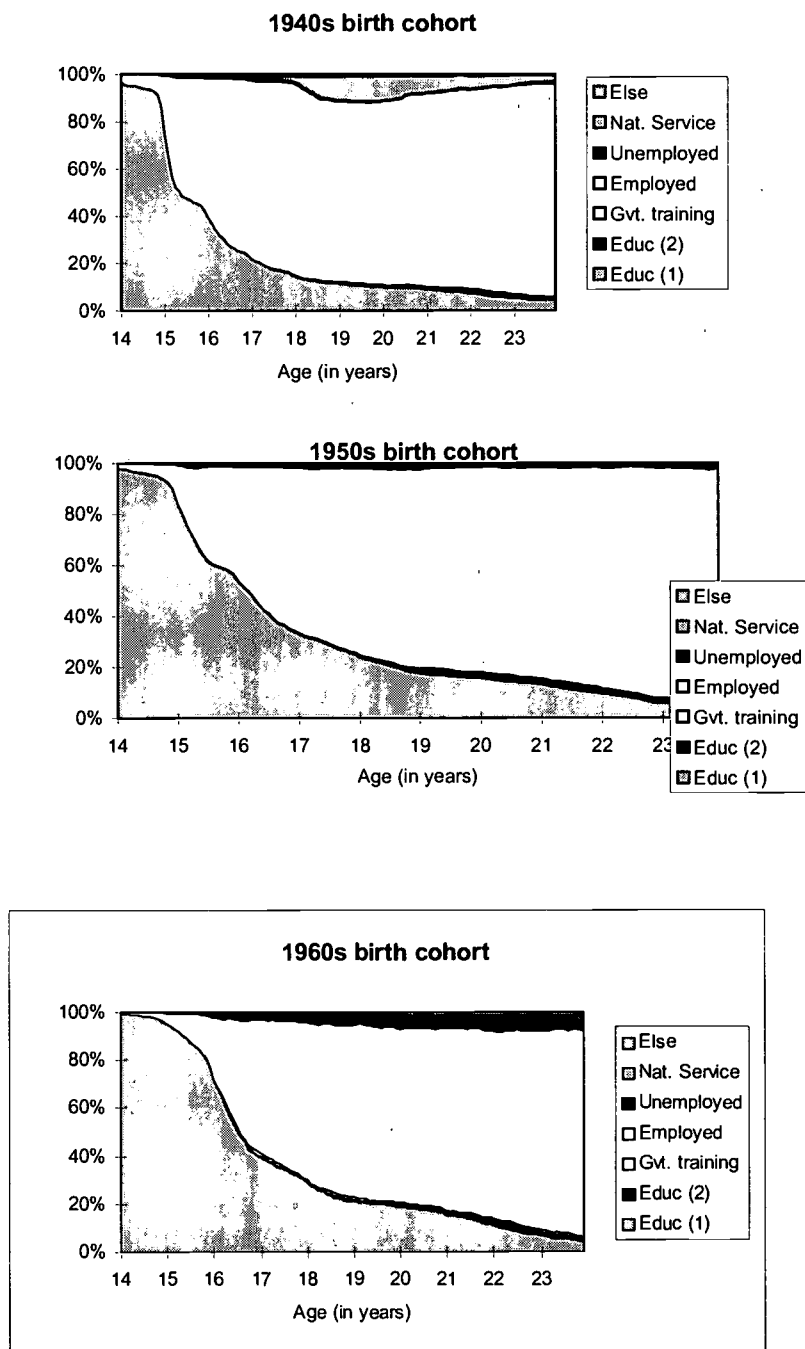 1940s birth cohort
100%
80%
60%
40%
20%
0%
14 15 16 17 18 19 20 21 22 23
Age (in years)
Else
Nat. Service
Unemployed
Employed
Gvt. training
Educ (2)
Educ (1)
1950s birth cohort
100%
80%
60%
40%
20%
0%
14 15 16 17 18 19 20 21 22 23
Age (in years)
Else
Nat. Service
Unemployed
Employed
Gvt. training
Educ (2)
Educ (1)
1960s birth cohort
100%
80%
60%
40%
20%
0%
14 15 16 17 18 19 20 21 22 23
Age (in years)
Else
Nat. Service
Unemployed
Employed
Gvt. training
Educ (2)
Educ (1)